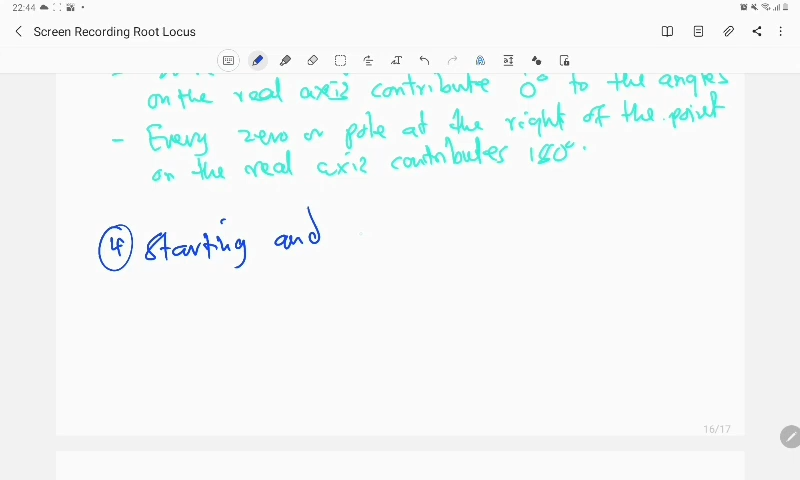 22:44
Screen Recording Root Locus
on the real axis contribute 0° to the angles
- Every zero or pole at the right of the point
on the real axis contributes 180°.
④ Starting and
16/17